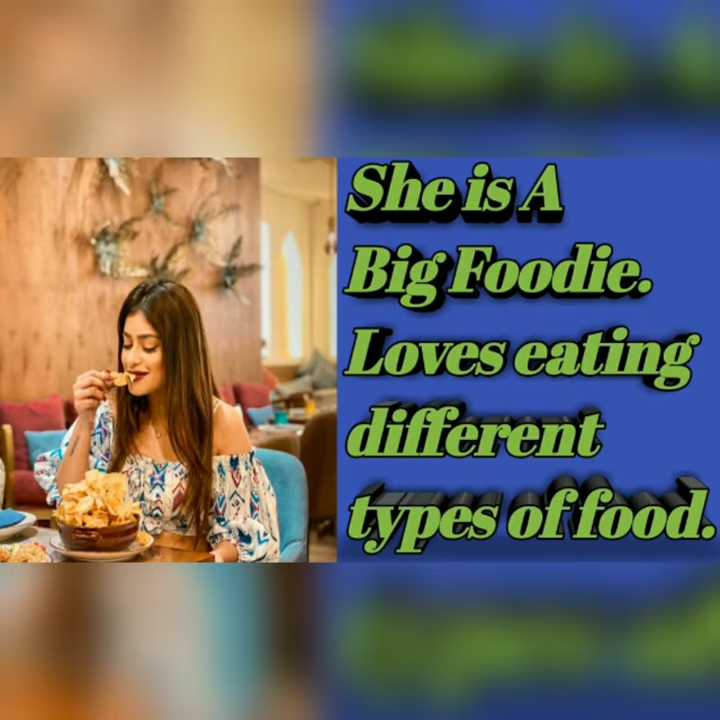 She is A
Big Foodie.
Loves eating
different
types of food.